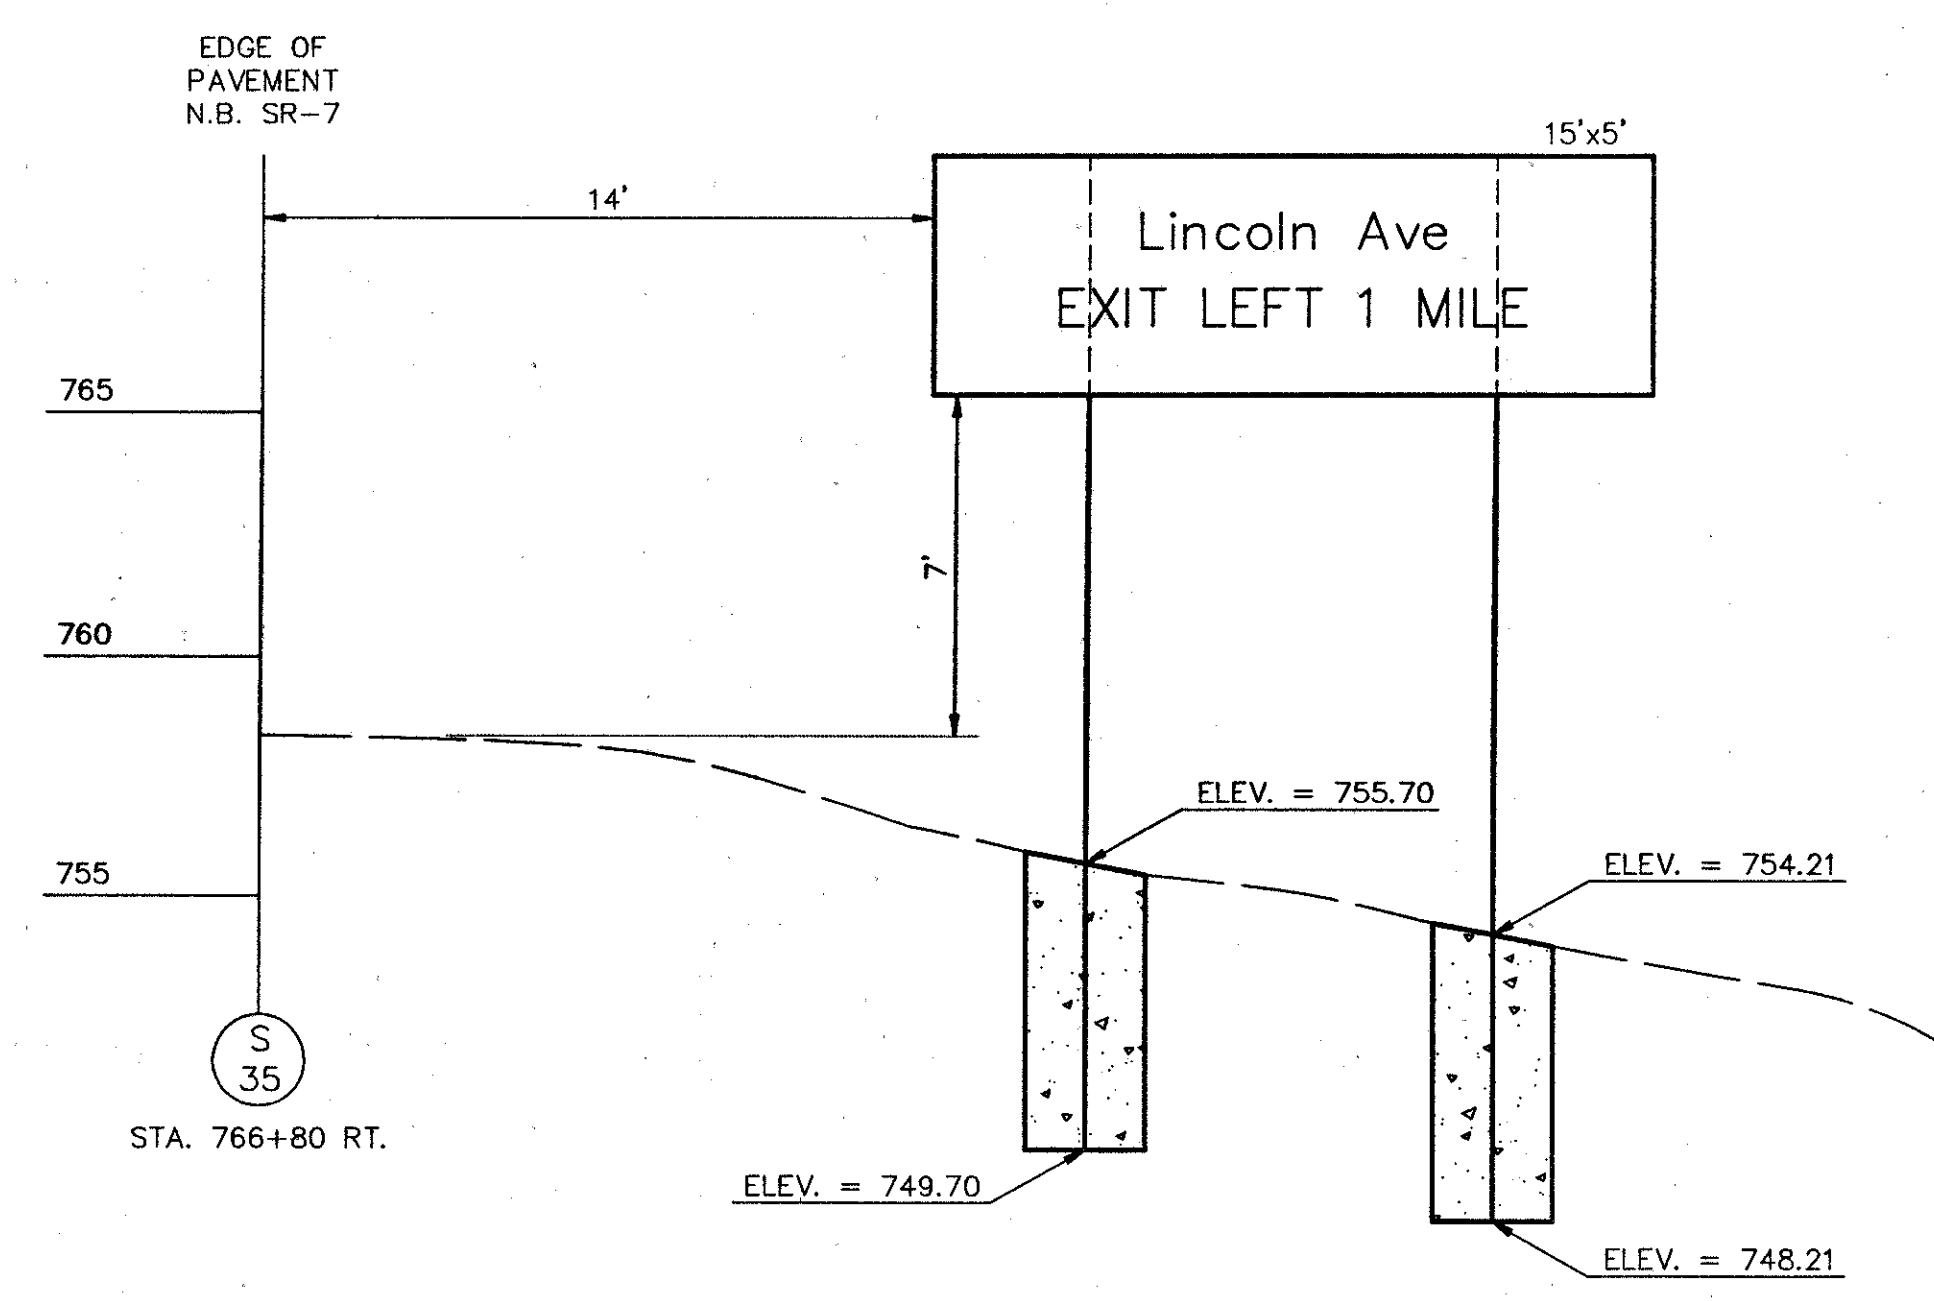 EDGE OF
PAVEMENT
N.B. SR-7
15'x5'
14'
Lincoln Ave
EXIT LEFT 1 MILE
765
7'
760
ELEV. = 755.70
755
ELEV. = 754.21
S
35
STA. 766+80 RT.
ELEV. = 749.70
ELEV. = 748.21